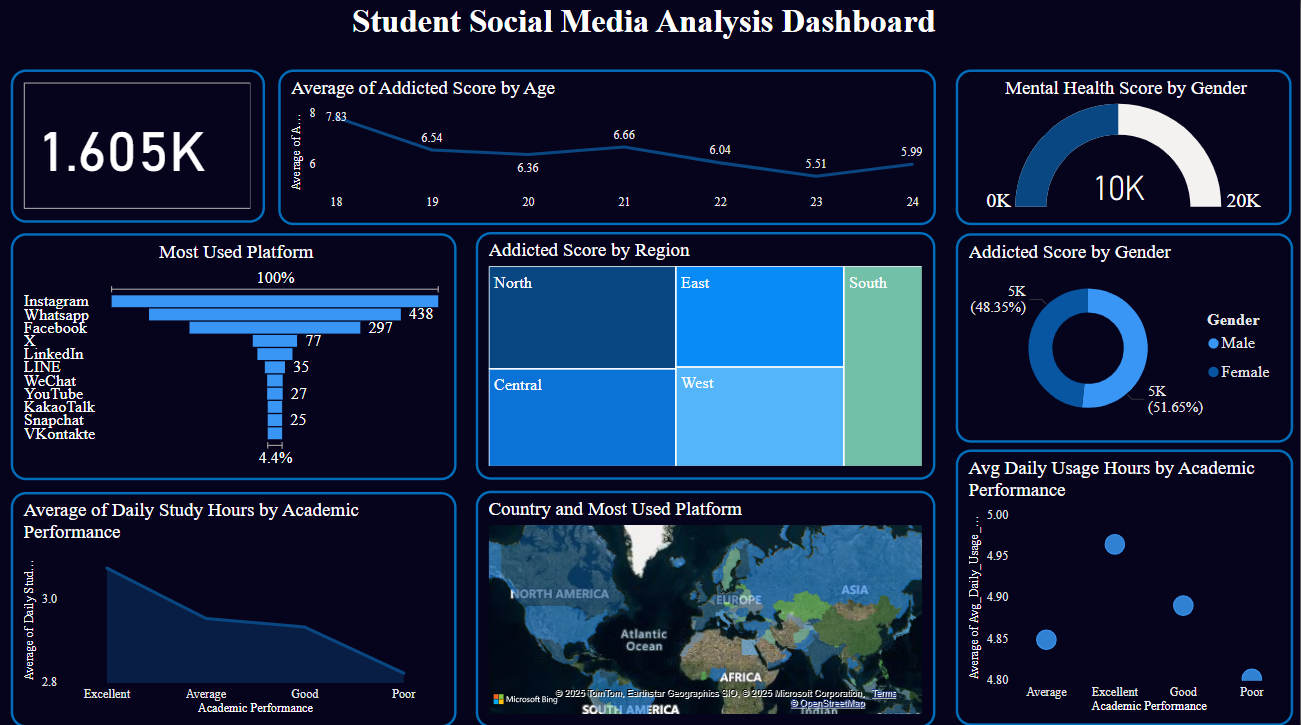 Student Social Media Analysis Dashboard
1.605K
Average of Addicted Score by Age
Average of A…
8
6
7.83
6.54
6.36
6.66
6.04
5.51
5.99
18
19
20
21
22
23
24
Mental Health Score by Gender
0K
10K
20K
Most Used Platform
100%
Instagram
Whatsapp
438
Facebook
297
X
77
LinkedIn
LINE
35
WeChat
YouTube
27
KakaoTalk
Snapchat
25
VKontakte
4.4%
Addicted Score by Region
North
East
South
Central
West
Addicted Score by Gender
5K
(48.35%)
5K
(51.65%)
Gender
Male
Female
Average of Daily Study Hours by Academic
Performance
Average of Daily Stud…
3.0
2.8
Excellent
Average
Good
Poor
Academic Performance
Country and Most Used Platform
NORTH AMERICA
EUROPE
ASIA
Atlantic
Ocean
AFRICA
Microsoft Bing
© 2025 TomTom, Earthstar Geographics SIO, © 2025 Microsoft Corporation, Terms
© OpenStreetMap
SOUTH AMERICA
Indian
Avg Daily Usage Hours by Academic
Performance
Average of Avg_Daily_Usage_…
5.00
4.95
4.90
4.85
4.80
Average
Excellent
Good
Poor
Academic Performance